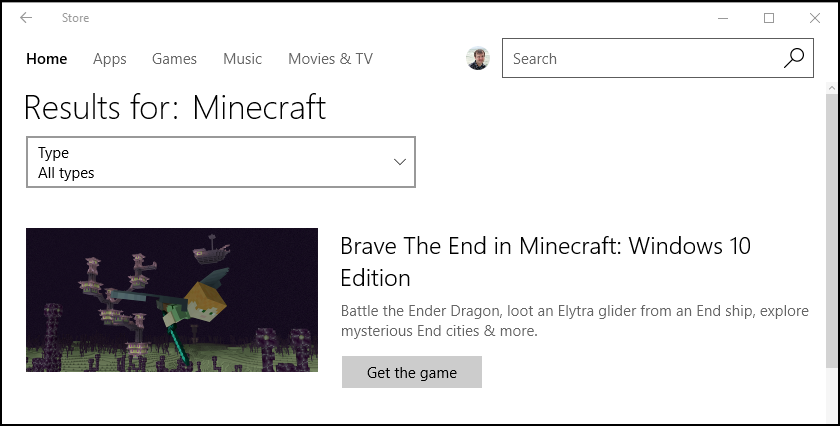 Store
Home Apps Games Music Movies & TV Search
Results for: Minecraft
Type
All types
Brave The End in Minecraft: Windows 10
Edition
Battle the Ender Dragon, loot an Elytra glider from an End ship, explore
mysterious End cities & more.
Get the game